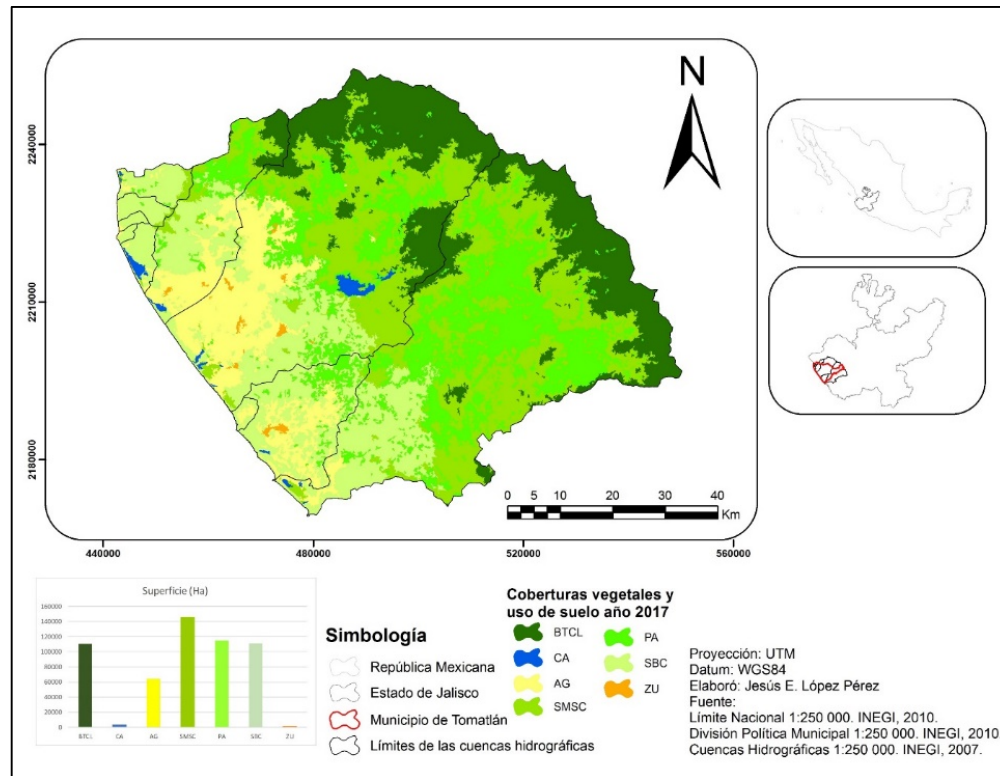 N
2240000
2210000
2180000
0 5 10 20 30 40
Km
440000 480000 520000 560000
Superficie (Ha)
160000
140000
120000
100000
80000
60000
40000
20000
0
BTCL CA AG SMSC PA SBC ZU
Simbología
República Mexicana
Estado de Jalisco
Municipio de Tomatlán
Límites de las cuencas hidrográficas
Coberturas vegetales y
uso de suelo año 2017
BTCL
CA
AG
SMSC
PA
SBC
ZU
Proyección: UTM
Datum: WGS84
Elaboró: Jesús E. López Pérez
Fuente:
Límite Nacional 1:250 000. INEGI, 2010.
División Política Municipal 1:250 000. INEGI, 2010.
Cuencas Hidrográficas 1:250 000. INEGI, 2007.